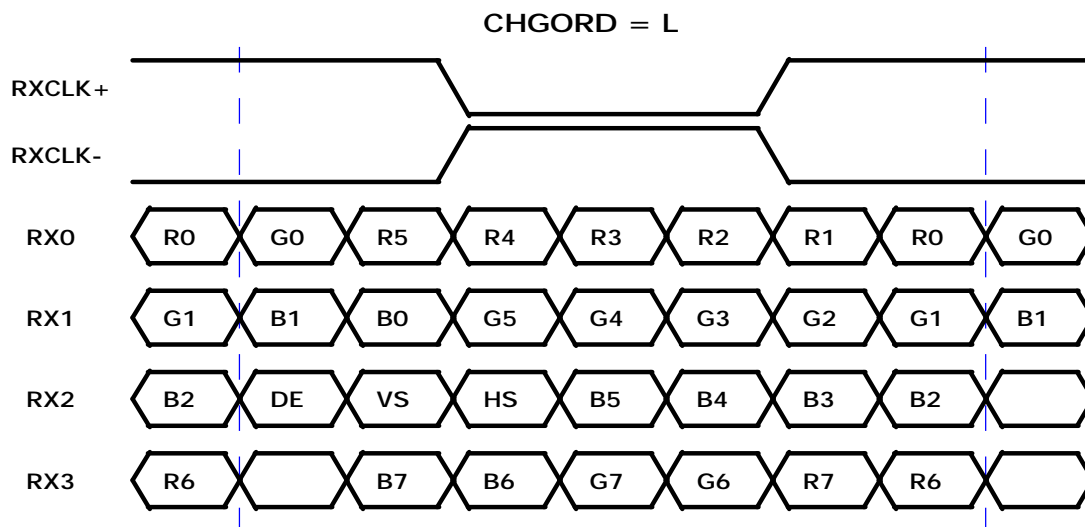 CHGORD = L
RXCLK+
RXCLK-
RX0 R0 G0 R5 R4 R3 R2 R1 R0 G0
RX1 G1 B1 B0 G5 G4 G3 G2 G1 B1
RX2 B2 DE VS HS B5 B4 B3 B2
RX3 R6 B7 B6 G7 G6 R7 R6